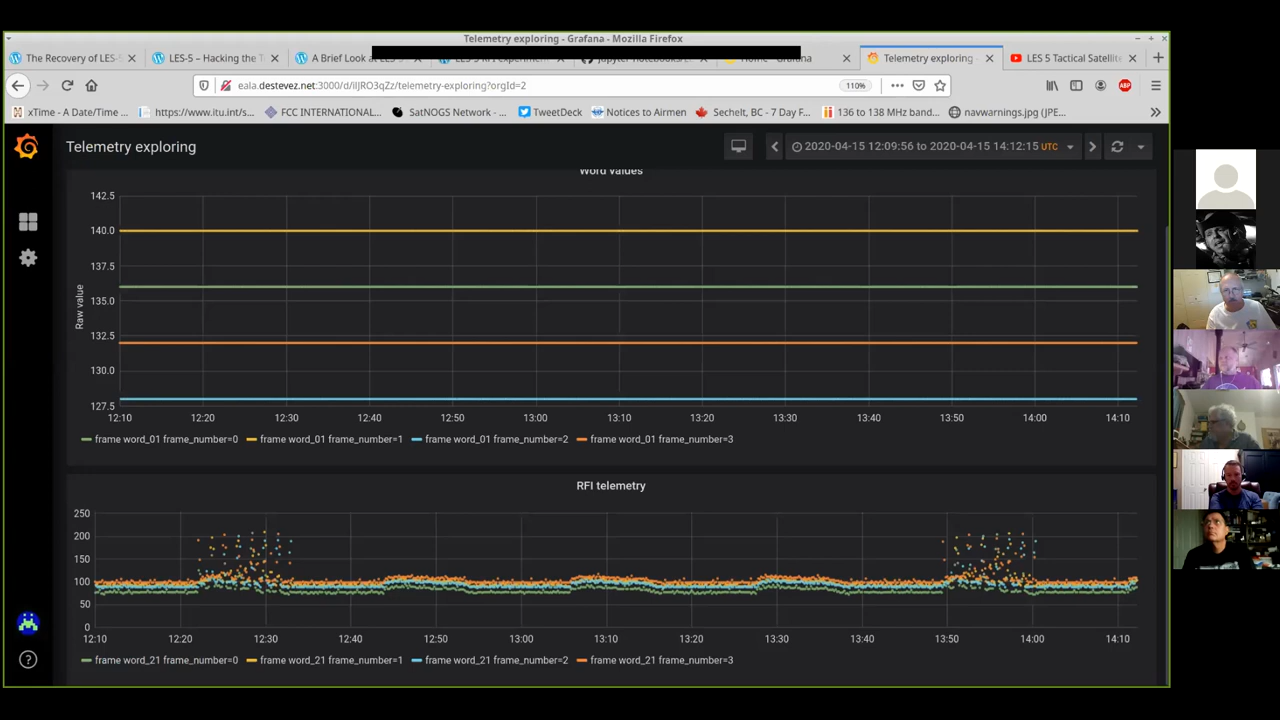 Telemetry exploring - Grafana - Mozilla Firefox
The Recovery of LES-5
LES-5 – Hacking the T
A Brief Look at LES
Home - Grafana
Telemetry exploring
LES 5 Tactical Satellite
eala.destevez.net:3000/d/iIJRO3qZz/telemetry-exploring?orgId=2
110%
ABP
xTime - A Date/Time ...
https://www.itu.int/s...
FCC INTERNATIONAL...
SatNOGS Network - ...
TweetDeck
Notices to Airmen
Sechelt, BC - 7 Day F...
136 to 138 MHz band...
navwarnings.jpg (JPE...
Telemetry exploring
2020-04-15 12:09:56 to 2020-04-15 14:12:15 UTC
Word values
142.5
140.0
137.5
135.0
132.5
130.0
127.5
Raw value
12:10 12:20 12:30 12:40 12:50 13:00 13:10 13:20 13:30 13:40 13:50 14:00 14:10
frame word_01 frame_number=0 frame word_01 frame_number=1 frame word_01 frame_number=2 frame word_01 frame_number=3
RFI telemetry
250
200
150
100
50
0
12:10 12:20 12:30 12:40 12:50 13:00 13:10 13:20 13:30 13:40 13:50 14:00 14:10
frame word_21 frame_number=0 frame word_21 frame_number=1 frame word_21 frame_number=2 frame word_21 frame_number=3